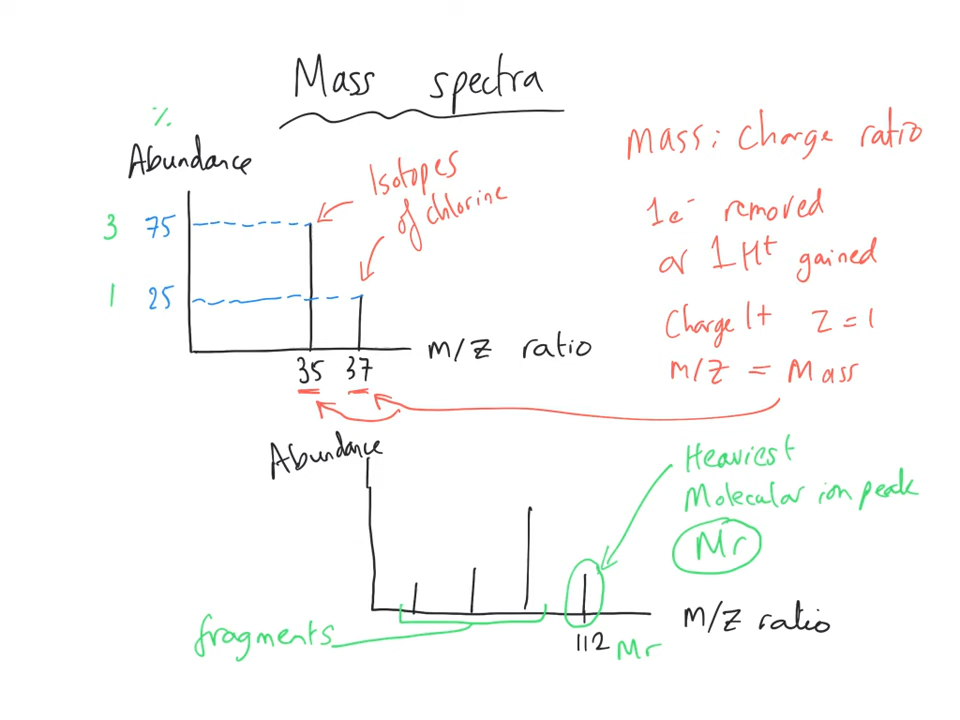 Mass spectra
%
Abundance
3 75
1 25
35 37
m/z ratio
Isotopes
of chlorine
Mass: Charge ratio
1e⁻ removed
or 1H⁺ gained
Charge 1+ Z = 1
m/z = Mass
Abundance
Heaviest
Molecular ion peak
Mr
fragments
112 Mr
m/z ratio